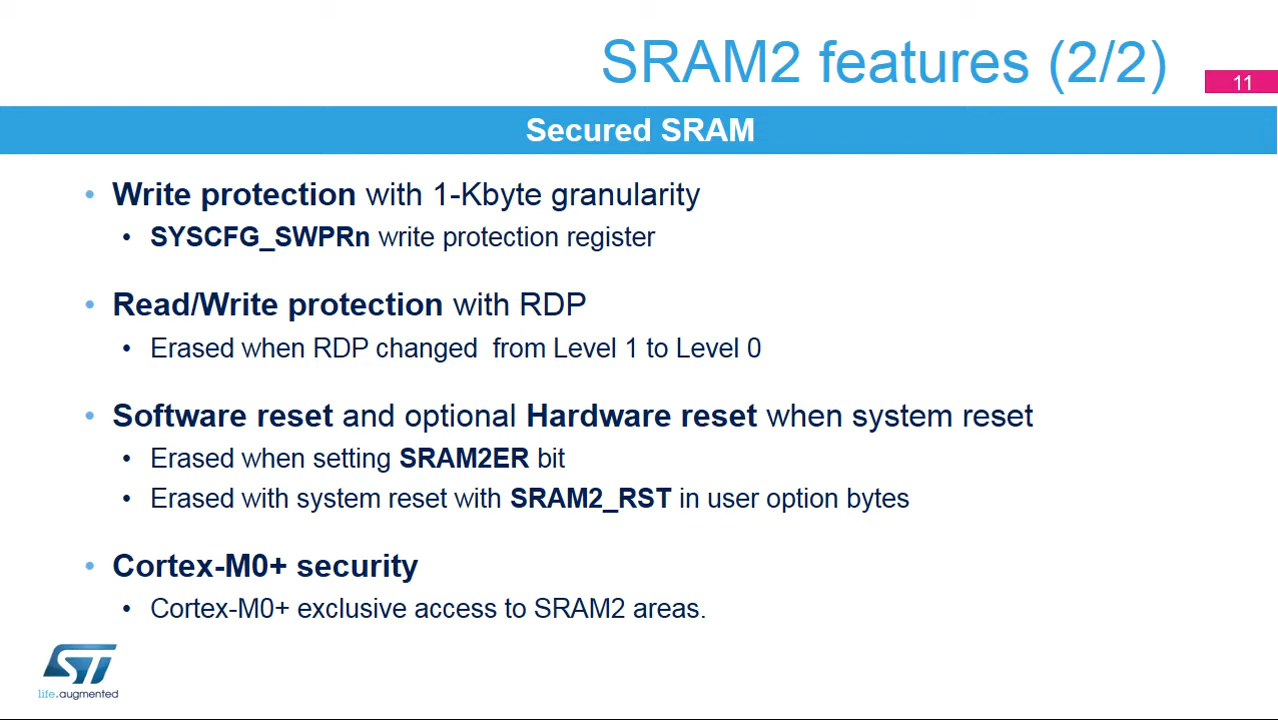 SRAM2 features (2/2)
11
Secured SRAM
• Write protection with 1-Kbyte granularity
• SYSCFG_SWPRn write protection register
• Read/Write protection with RDP
• Erased when RDP changed  from Level 1 to Level 0
• Software reset and optional Hardware reset when system reset
• Erased when setting SRAM2ER bit
• Erased with system reset with SRAM2_RST in user option bytes
• Cortex-M0+ security
• Cortex-M0+ exclusive access to SRAM2 areas.
ST
life.augmented